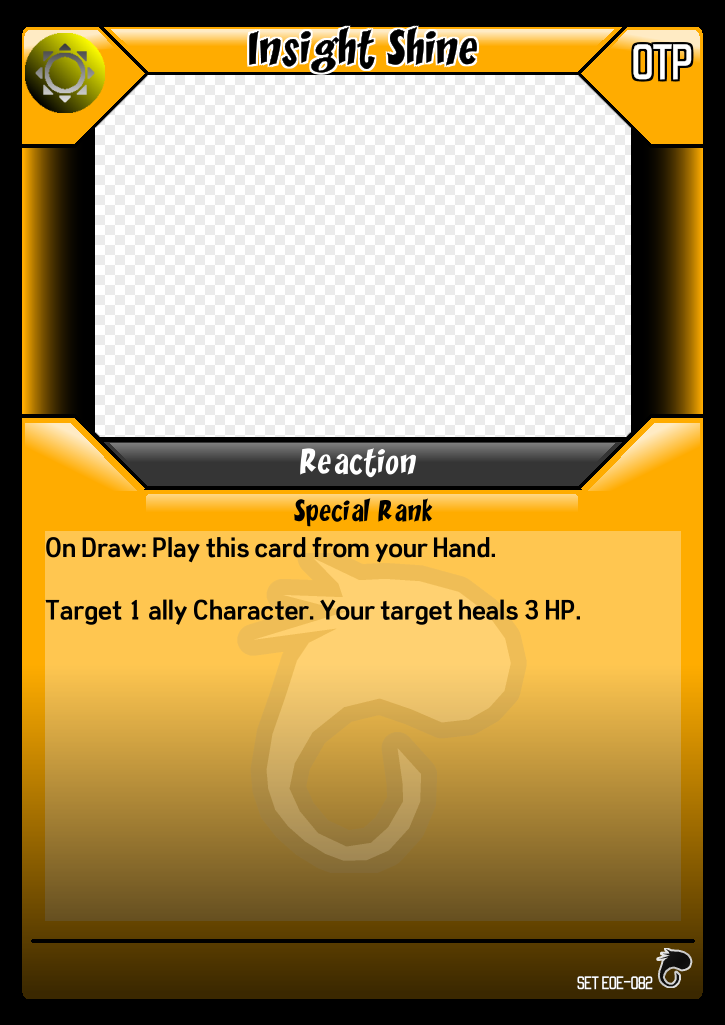 Insight Shine
OTP
Reaction
Special Rank
On Draw: Play this card from your Hand.
Target 1 ally Character. Your target heals 3 HP.
SET EOE-082